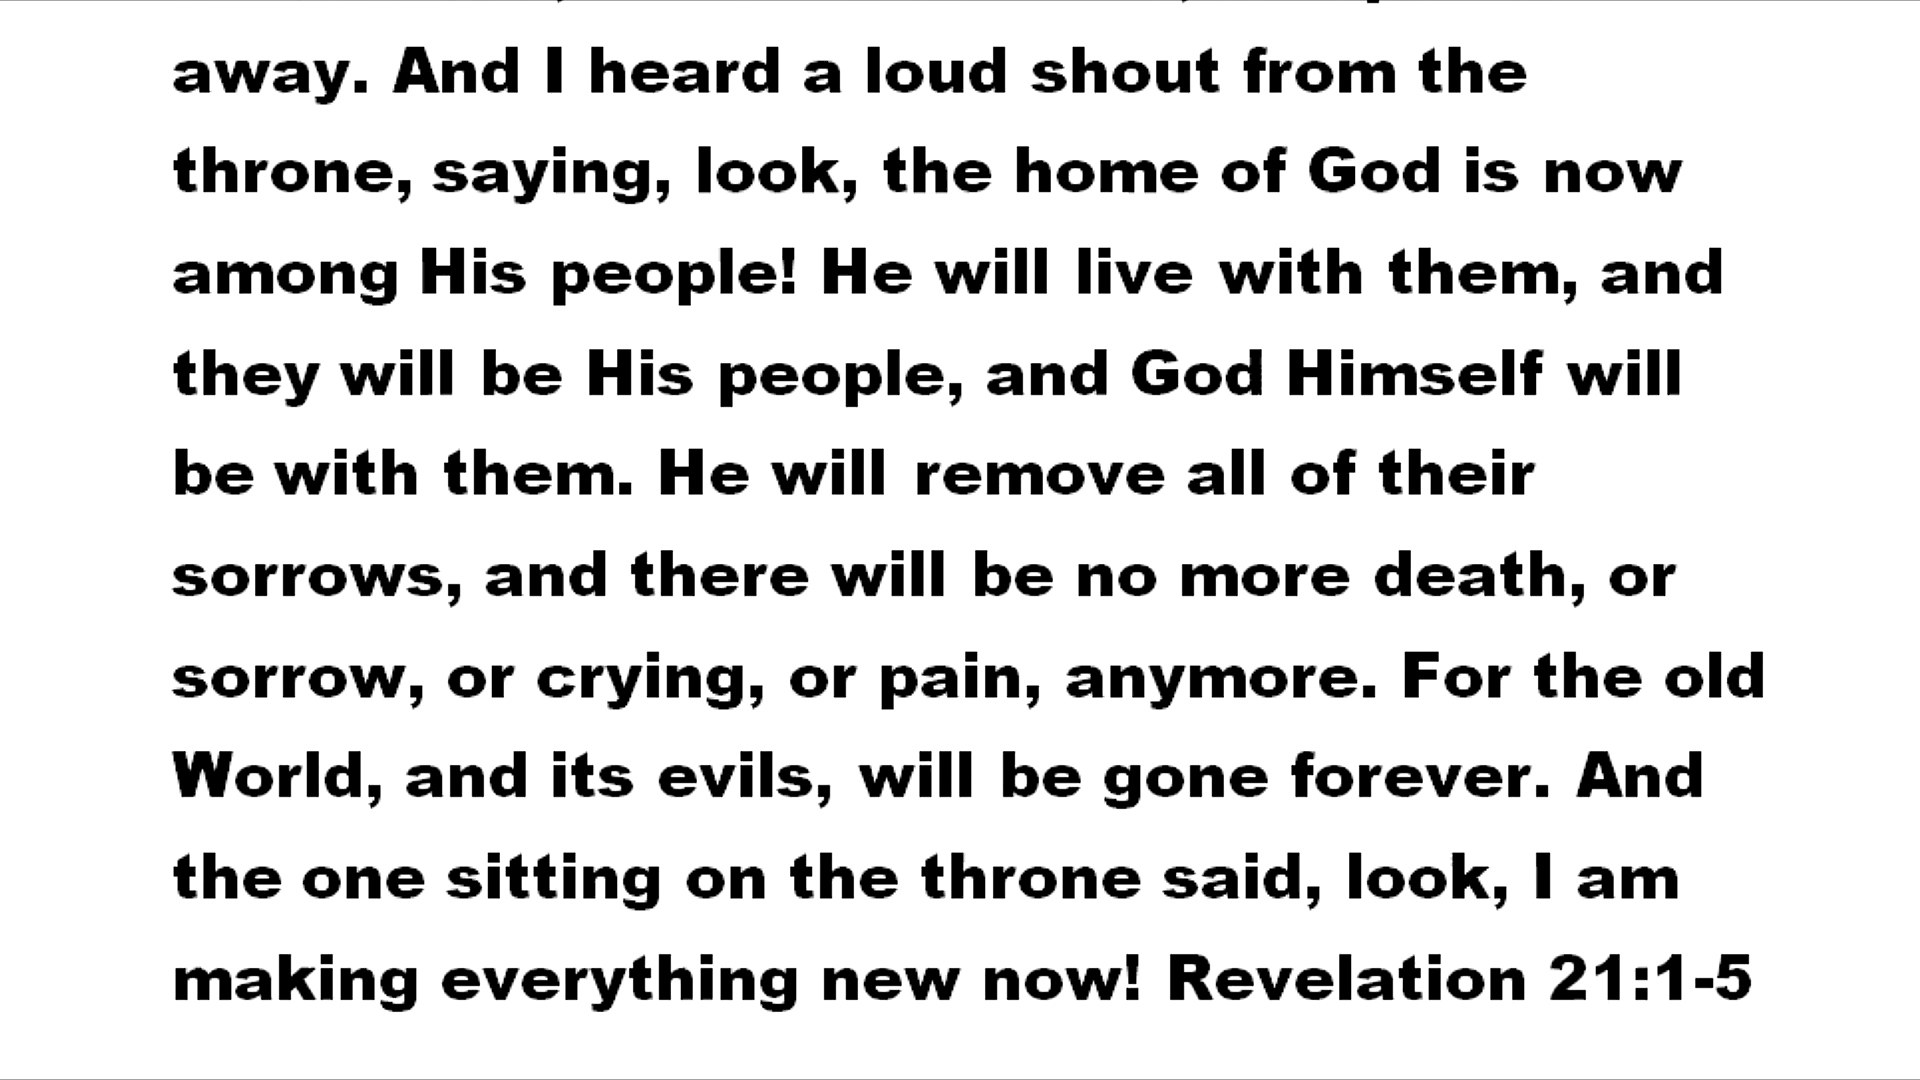 away. And I heard a loud shout from the
throne, saying, look, the home of God is now
among His people! He will live with them, and
they will be His people, and God Himself will
be with them. He will remove all of their
sorrows, and there will be no more death, or
sorrow, or crying, or pain, anymore. For the old
World, and its evils, will be gone forever. And
the one sitting on the throne said, look, I am
making everything new now! Revelation 21:1-5